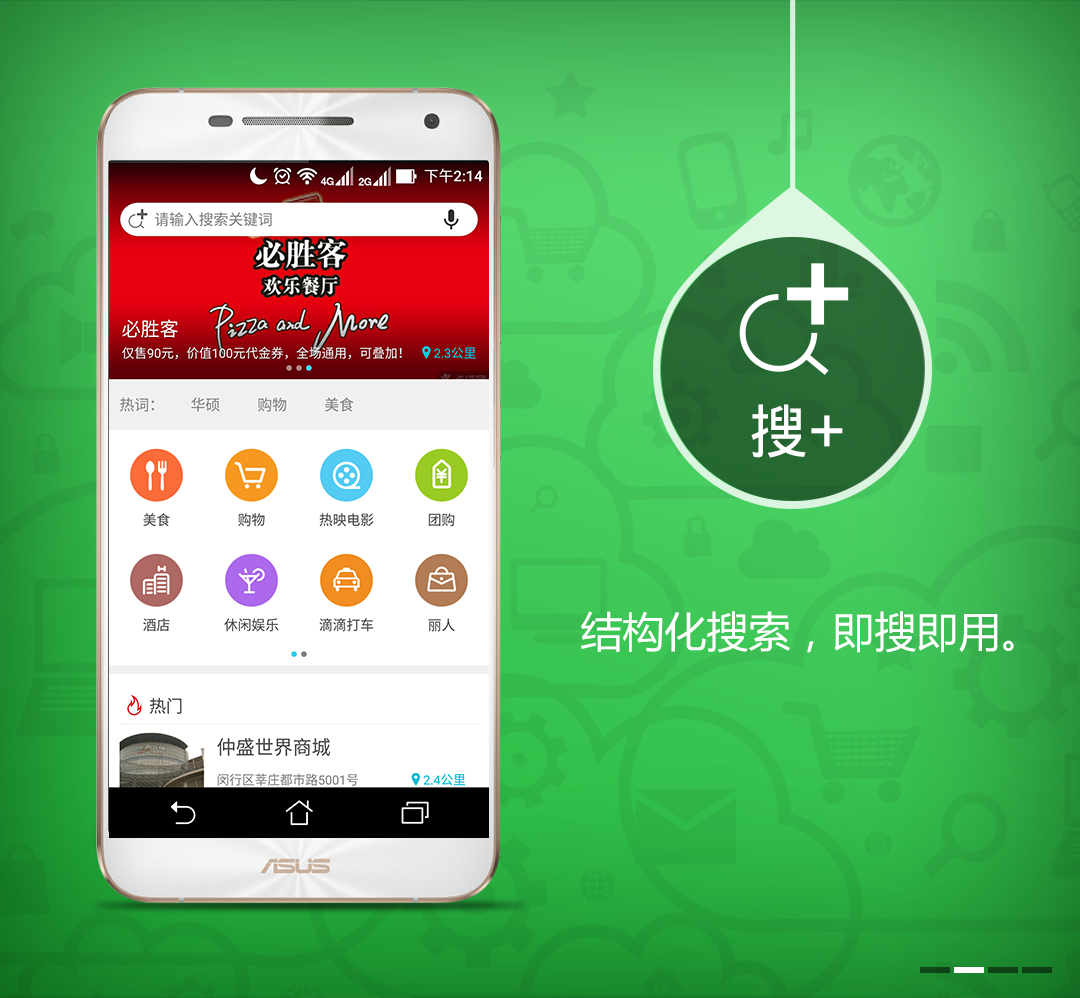 4G 2G 下午2:14
请输入搜索关键词
必胜客
欢乐餐厅
Pizza and More
必胜客
仅售90元，价值100元代金券，全场通用，可叠加！ 2.3公里
热词： 华硕 购物 美食
美食 购物 热映电影 团购
酒店 休闲娱乐 滴滴打车 丽人
热门
仲盛世界商城
闵行区莘庄都市路5001号 2.4公里
ASUS
搜+
结构化搜索，即搜即用。